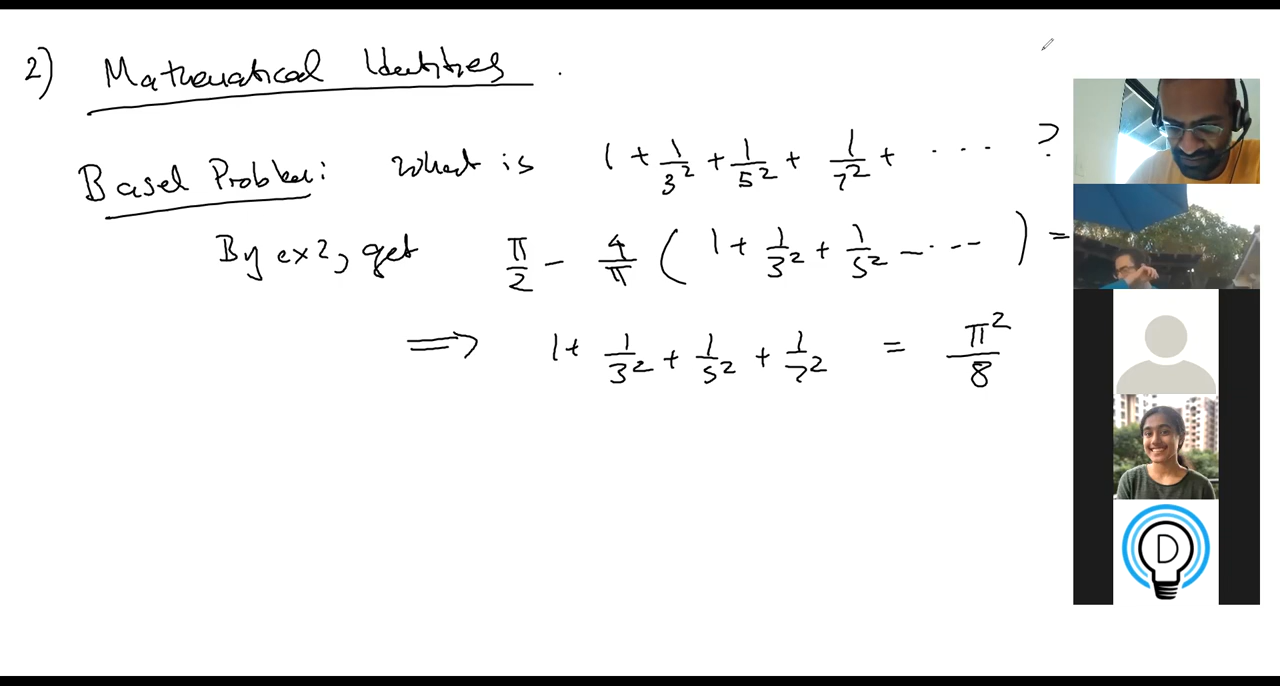 2) Mathematical Identities .
Basel Problem: What is 1 + 1/3² + 1/5² + 1/7² + ... ?
By ex 2, get π/2 − 4/π ( 1 + 1/3² + 1/5² − ... ) =
⟹ 1 + 1/3² + 1/5² + 1/7² = π²/8
D